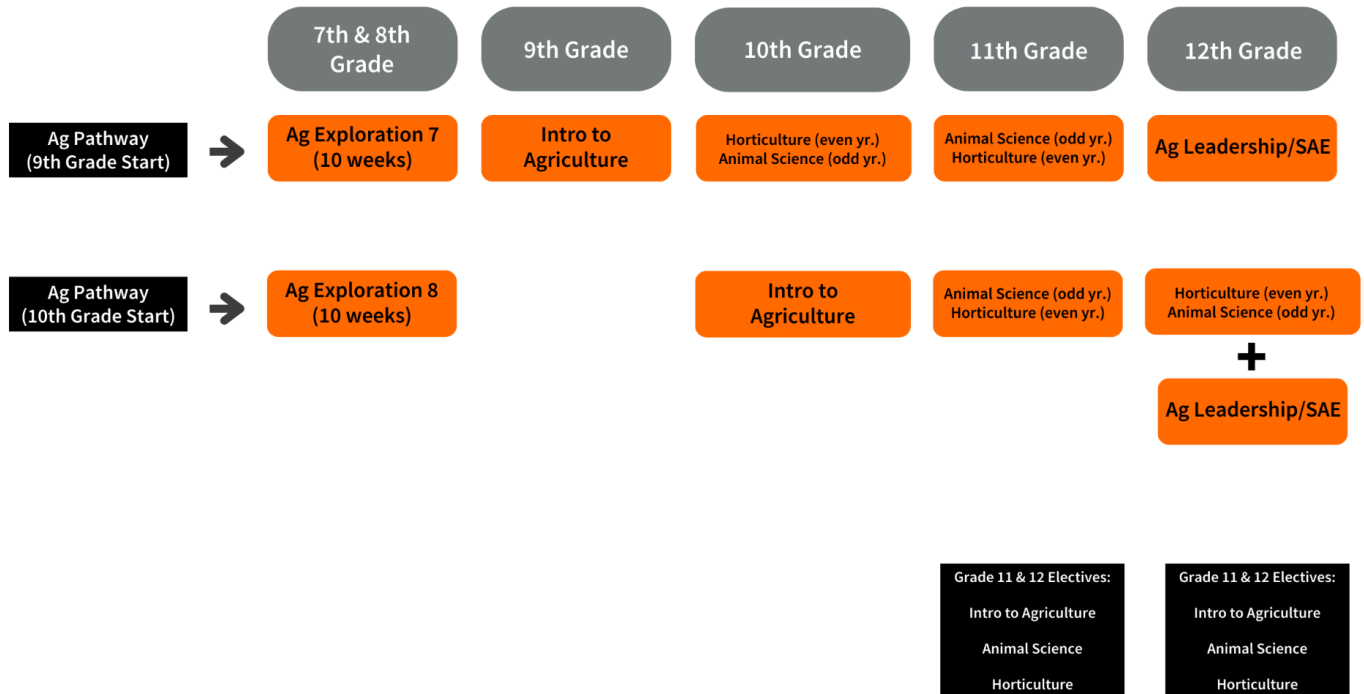 7th & 8th
Grade
9th Grade
10th Grade
11th Grade
12th Grade
Ag Pathway
(9th Grade Start)
Ag Exploration 7
(10 weeks)
Intro to
Agriculture
Horticulture (even yr.)
Animal Science (odd yr.)
Animal Science (odd yr.)
Horticulture (even yr.)
Ag Leadership/SAE
Ag Pathway
(10th Grade Start)
Ag Exploration 8
(10 weeks)
Intro to
Agriculture
Animal Science (odd yr.)
Horticulture (even yr.)
Horticulture (even yr.)
Animal Science (odd yr.)
+
Ag Leadership/SAE
Grade 11 & 12 Electives:
Intro to Agriculture
Animal Science
Horticulture
Grade 11 & 12 Electives:
Intro to Agriculture
Animal Science
Horticulture